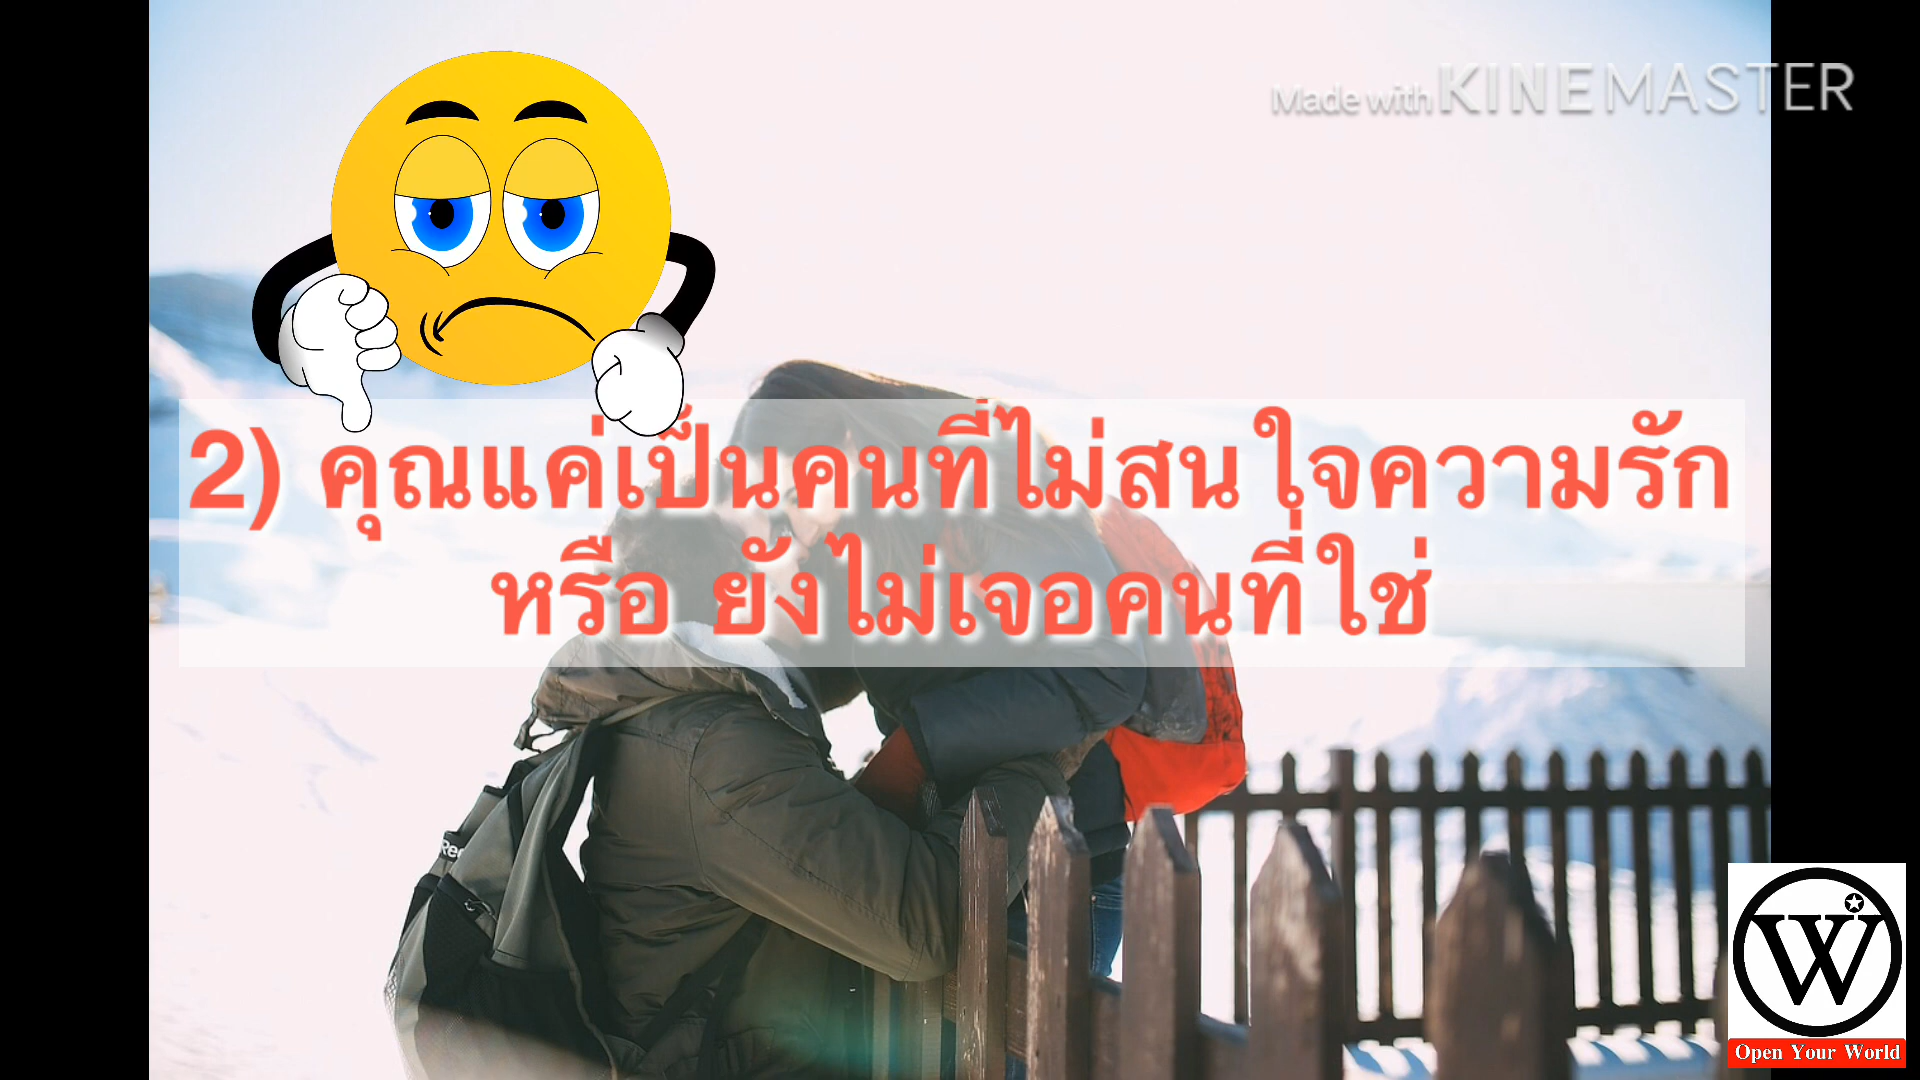 Made with KINEMASTER
2) คุณแค่เป็นคนที่ไม่สนใจความรัก
หรือ ยังไม่เจอคนที่ใช่
W
Open Your World